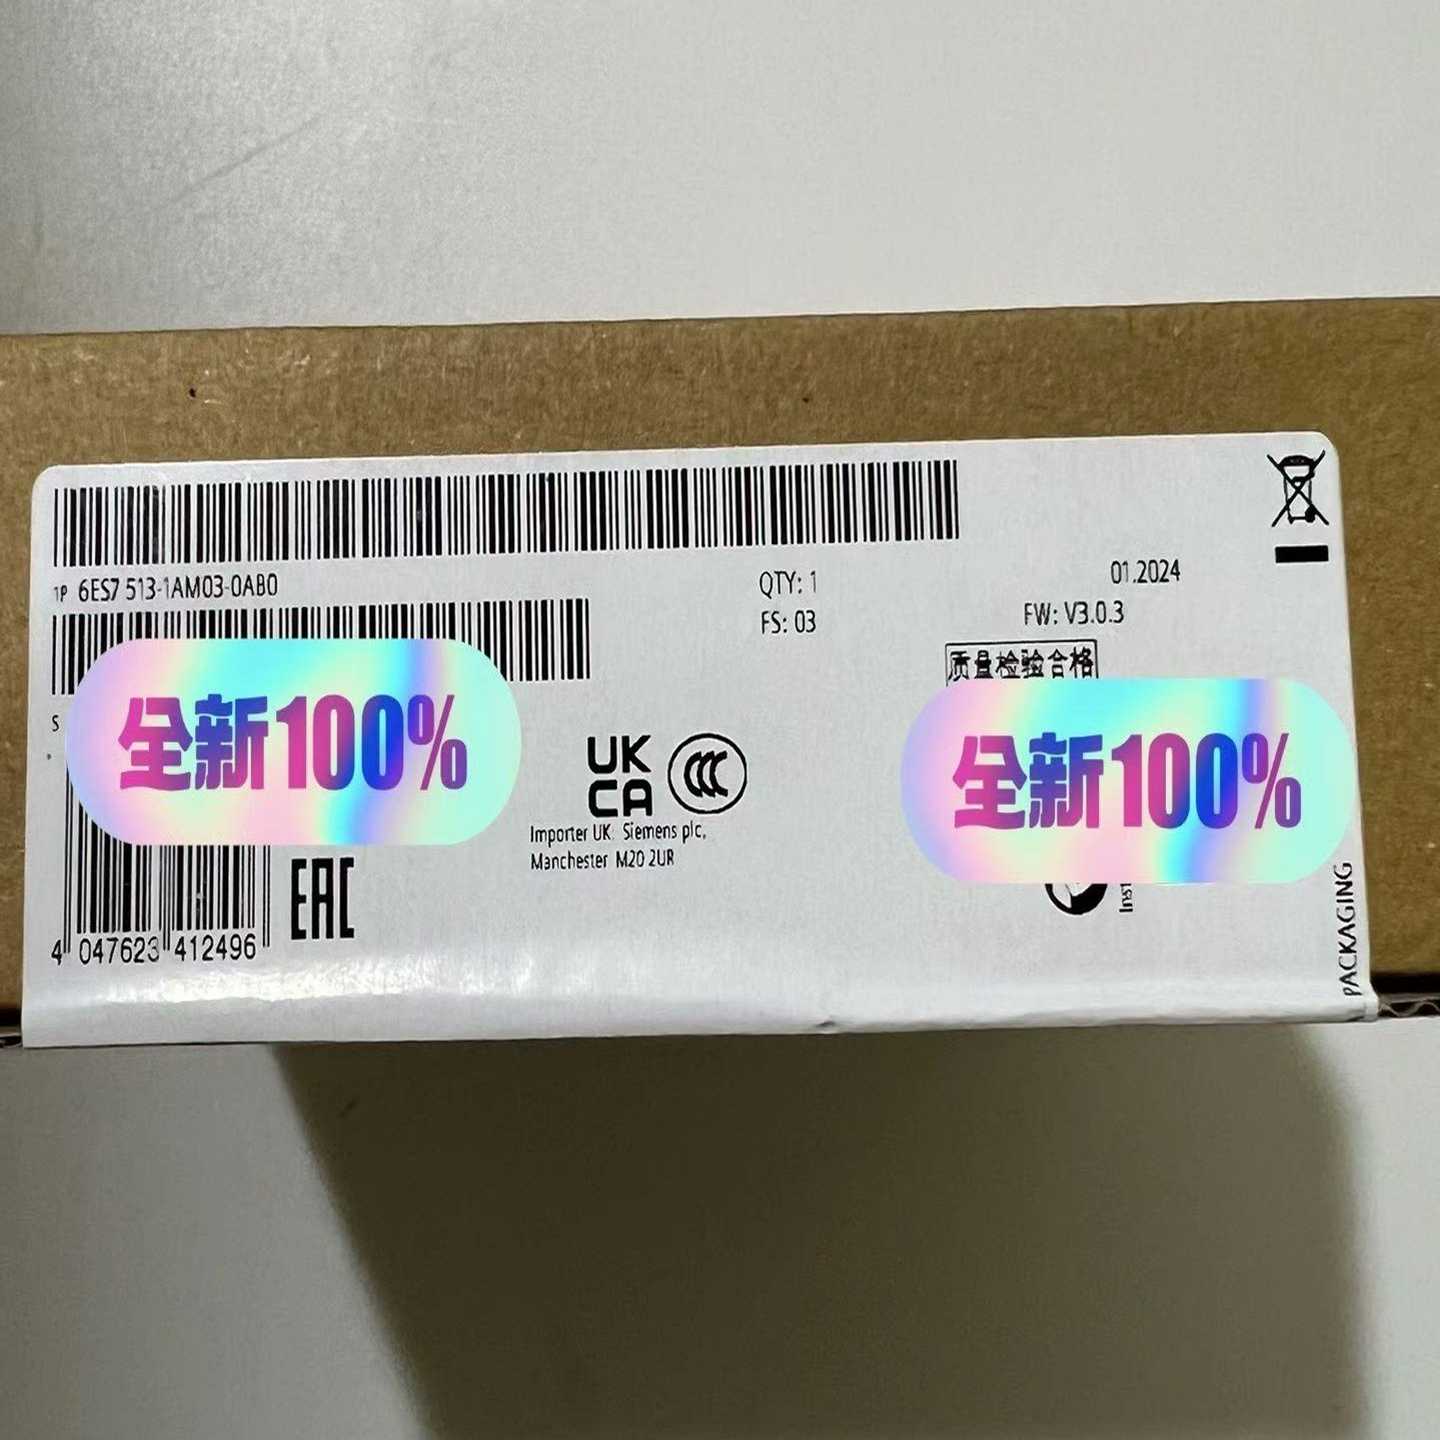 1P 6ES7 513-1AM03-0AB0
QTY: 1
01.2024
FS: 03
FW: V3.0.3
质量检验合格
S
全新100%
全新100%
UK
CA
CCC
Importer UK: Siemens plc,
Manchester M20 2UR
EAC
4 047623 412496
PACKAGING